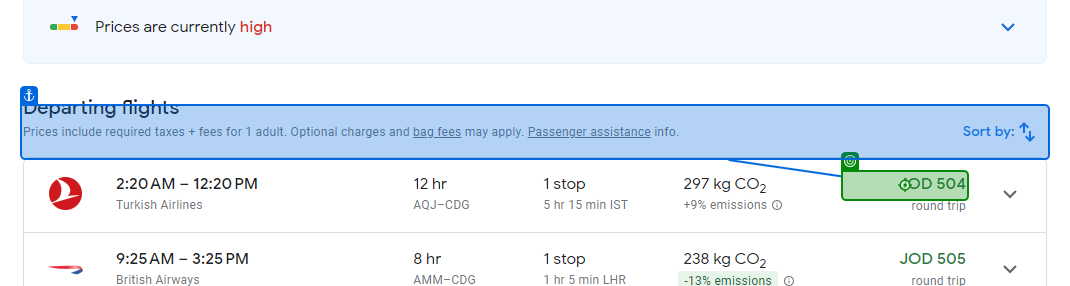 Prices are currently high
Departing flights
Prices include required taxes + fees for 1 adult. Optional charges and bag fees may apply. Passenger assistance info.
Sort by:
2:20 AM – 12:20 PM 12 hr 1 stop 297 kg CO2 JOD 504
Turkish Airlines AQJ–CDG 5 hr 15 min IST +9% emissions round trip
9:25 AM – 3:25 PM 8 hr 1 stop 238 kg CO2 JOD 505
British Airways AMM–CDG 1 hr 5 min LHR -13% emissions round trip